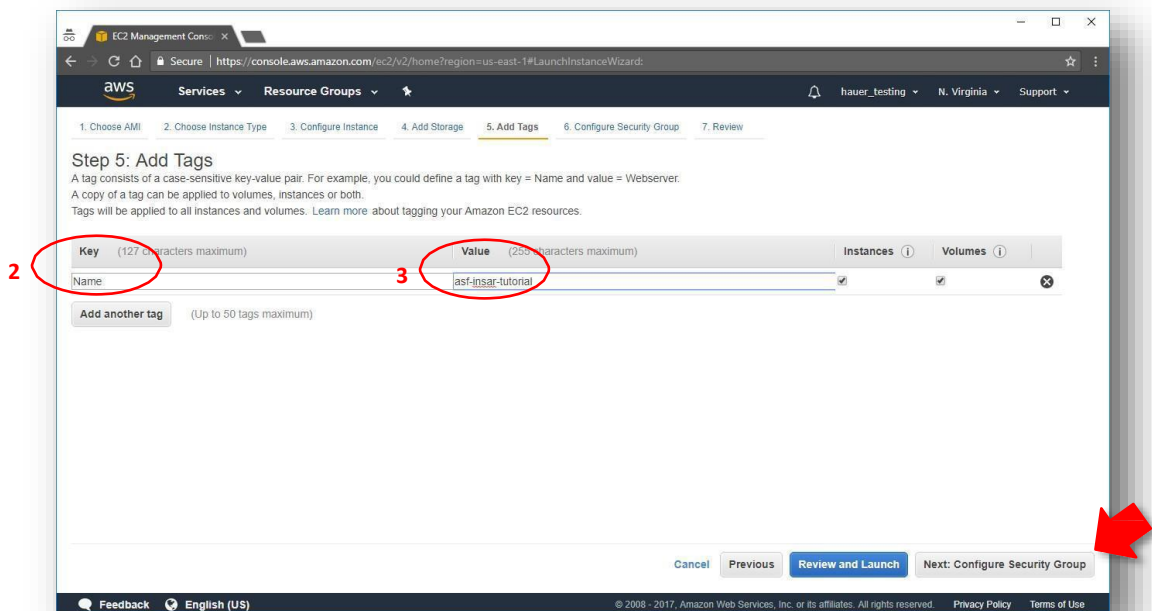 EC2 Management Conso
Secure | https://console.aws.amazon.com/ec2/v2/home?region=us-east-1#LaunchInstanceWizard:
aws Services Resource Groups hauer_testing N. Virginia Support
1. Choose AMI 2. Choose Instance Type 3. Configure Instance 4. Add Storage 5. Add Tags 6. Configure Security Group 7. Review
Step 5: Add Tags
A tag consists of a case-sensitive key-value pair. For example, you could define a tag with key = Name and value = Webserver.
A copy of a tag can be applied to volumes, instances or both.
Tags will be applied to all instances and volumes. Learn more about tagging your Amazon EC2 resources.
Key (127 characters maximum) Value (255 characters maximum) Instances i Volumes i
2 3
Name asf-insar-tutorial
Add another tag (Up to 50 tags maximum)
Cancel Previous Review and Launch Next: Configure Security Group
Feedback English (US) © 2008 - 2017, Amazon Web Services, Inc. or its affiliates. All rights reserved. Privacy Policy Terms of Use